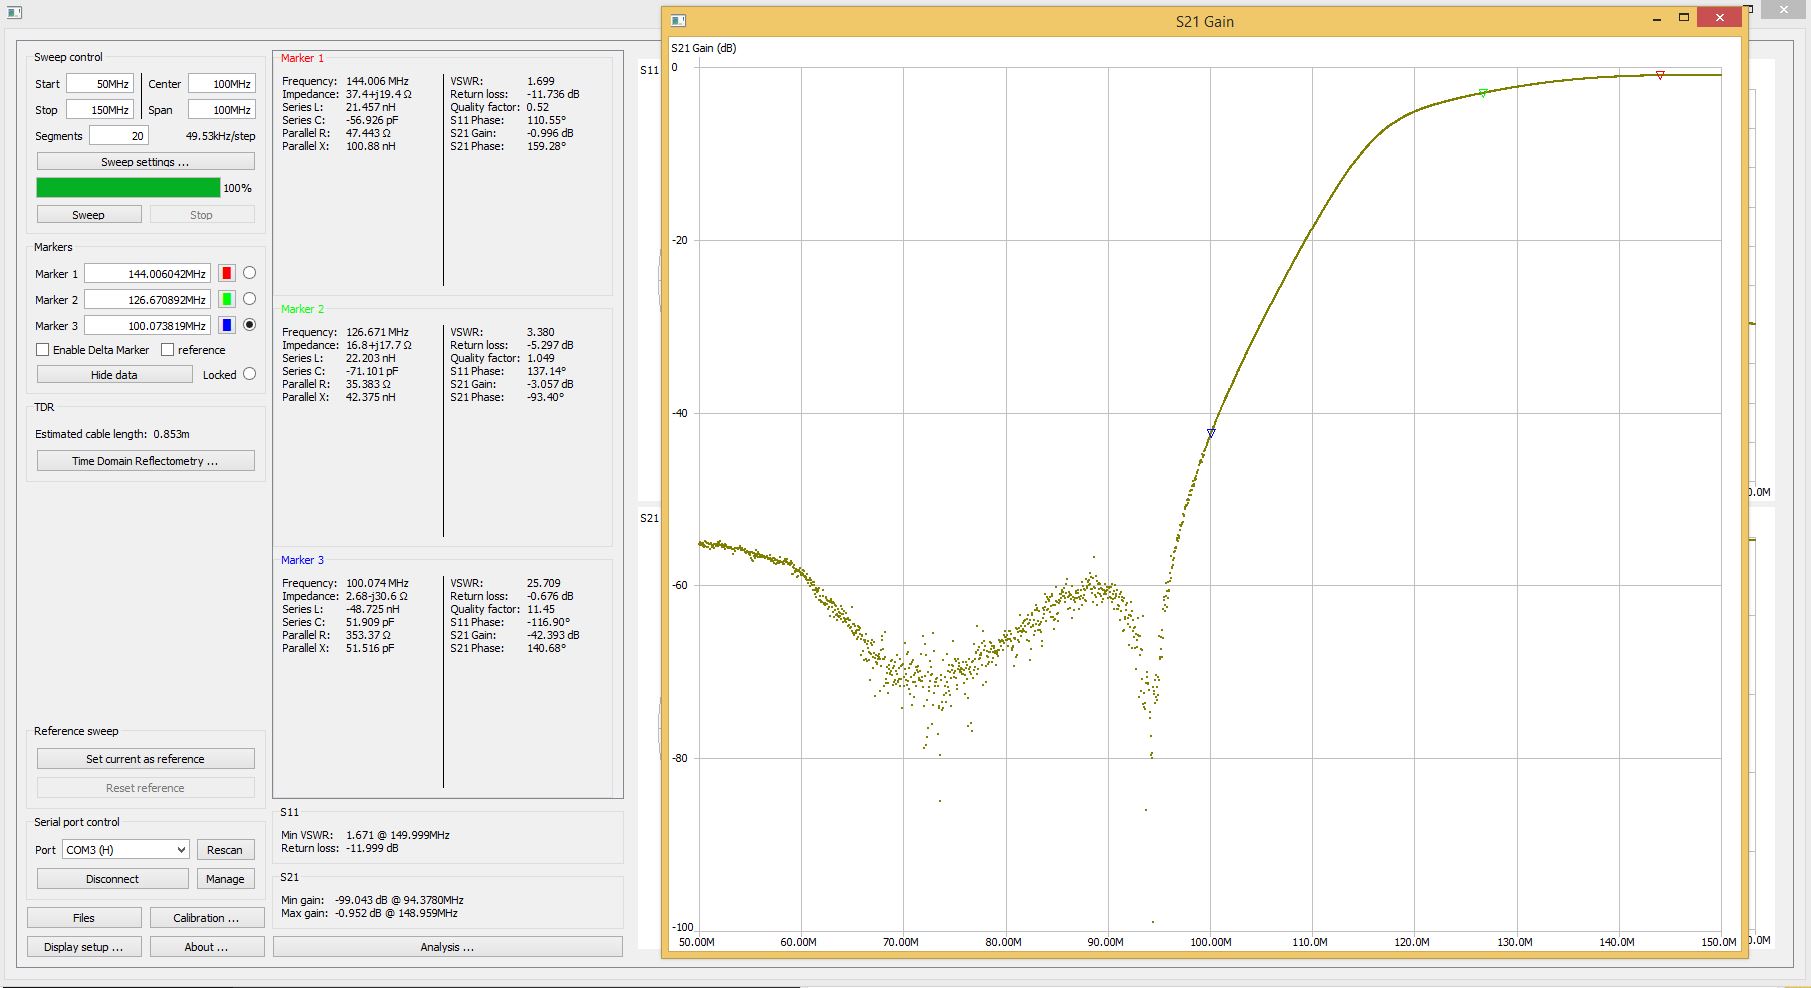 Sweep control
Start 50MHz Center 100MHz
Stop 150MHz Span 100MHz
Segments 20 49.53kHz/step
Sweep settings ...
100%
Sweep Stop
Markers
Marker 1 144.006042MHz
Marker 2 126.670892MHz
Marker 3 100.073819MHz
Enable Delta Marker reference
Hide data Locked
TDR
Estimated cable length: 0.853m
Time Domain Reflectometry ...
Reference sweep
Set current as reference
Reset reference
Serial port control
Port COM3 (H) Rescan
Disconnect Manage
Files Calibration ...
Display setup ... About ...
Marker 1
Frequency: 144.006 MHz VSWR: 1.699
Impedance: 37.4+j19.4 Ω Return loss: -11.736 dB
Series L: 21.457 nH Quality factor: 0.52
Series C: -56.926 pF S11 Phase: 110.55°
Parallel R: 47.443 Ω S21 Gain: -0.996 dB
Parallel X: 100.88 nH S21 Phase: 159.28°
Marker 2
Frequency: 126.671 MHz VSWR: 3.380
Impedance: 16.8+j17.7 Ω Return loss: -5.297 dB
Series L: 22.203 nH Quality factor: 1.049
Series C: -71.101 pF S11 Phase: 137.14°
Parallel R: 35.383 Ω S21 Gain: -3.057 dB
Parallel X: 42.375 nH S21 Phase: -93.40°
Marker 3
Frequency: 100.074 MHz VSWR: 25.709
Impedance: 2.68-j30.6 Ω Return loss: -0.676 dB
Series L: -48.725 nH Quality factor: 11.45
Series C: 51.909 pF S11 Phase: -116.90°
Parallel R: 353.37 Ω S21 Gain: -42.393 dB
Parallel X: 51.516 pF S21 Phase: 140.68°
S11
Min VSWR: 1.671 @ 149.999MHz
Return loss: -11.999 dB
S21
Min gain: -99.043 dB @ 94.3780MHz
Max gain: -0.952 dB @ 148.959MHz
Analysis ...
S11
S21
S21 Gain
S21 Gain (dB)
0
-20
-40
-60
-80
-100
50.00M 60.00M 70.00M 80.00M 90.00M 100.00M 110.0M 120.0M 130.0M 140.0M 150.0M
0.0M
0.0M